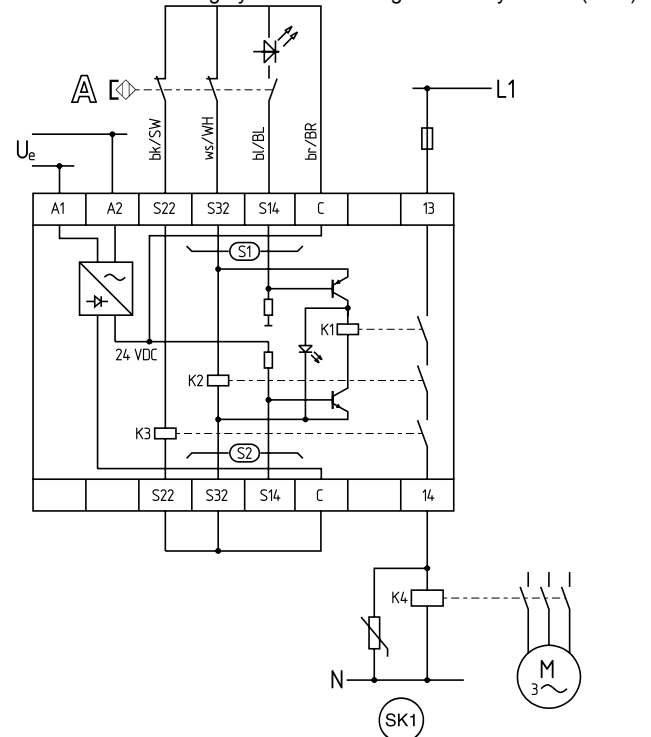 L1
A
bk/SW
ws/WH
bl/BL
br/BR
Ue
A1 A2 S22 S32 S14 C 13
S1
K1
24 VDC
K2
K3
S2
S22 S32 S14 C 14
K4
M
3
N
SK1